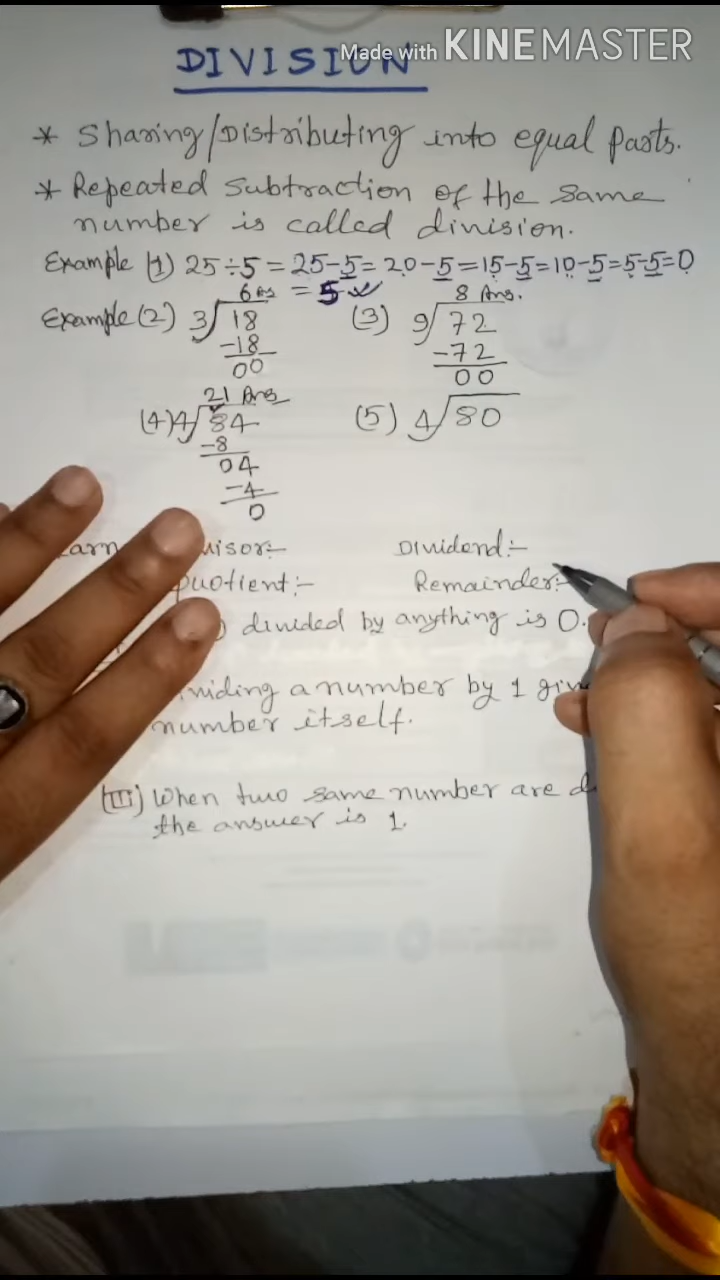 DIVISION
Made with KINEMASTER
* Sharing/Distributing into equal Parts.
* Repeated subtraction of the same
number is called division.
Example (1) 25÷5 = 25-5 = 20-5 = 15-5 = 10-5 = 5-5 = 0
= 5
6 Ans
8 Ans.
Example (2) 3 18
(3) 9 72
-18
-72
00
00
21 Ans
(4) 4 84
(5) 4 80
-8
04
-4
0
Dividend:-
Quotient:-
Remainder:-
divided by anything is 0.
a number by 1
number itself.
(III) When two same number are
the answer is 1.